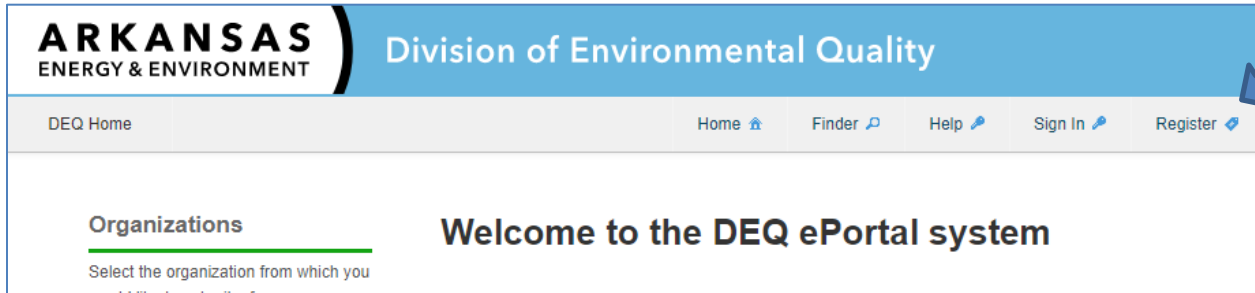 ARKANSAS
ENERGY & ENVIRONMENT
Division of Environmental Quality
DEQ Home
Home
Finder
Help
Sign In
Register
Organizations
Welcome to the DEQ ePortal system
Select the organization from which you